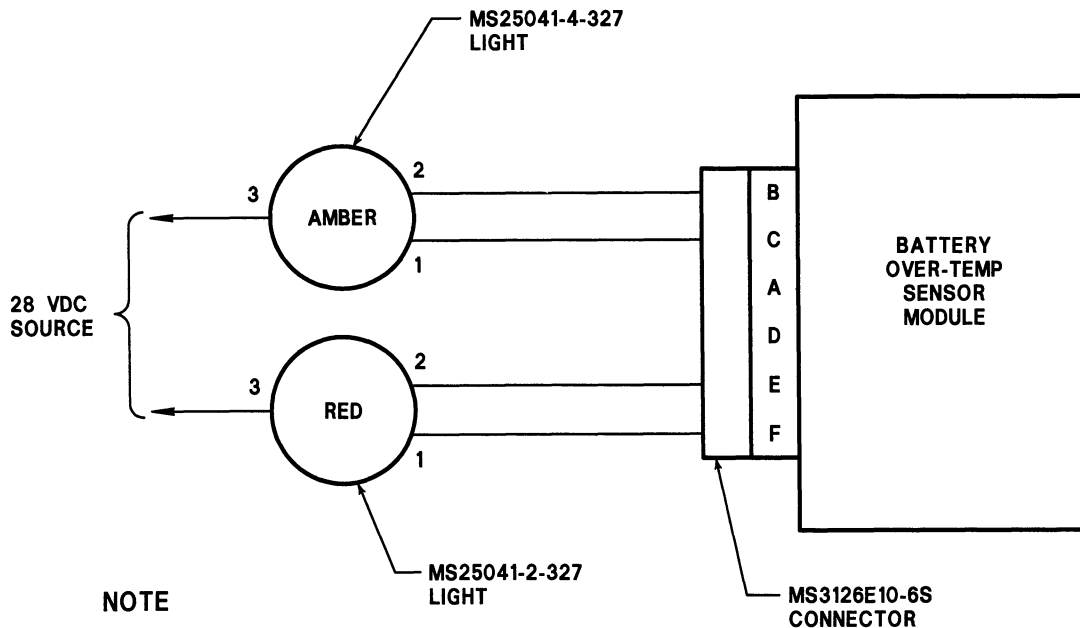 MS25041-4-327
LIGHT
3
AMBER
2
1
28 VDC
SOURCE
3
RED
2
1
B
C
A
D
E
F
BATTERY
OVER-TEMP
SENSOR
MODULE
MS25041-2-327
LIGHT
MS3126E10-6S
CONNECTOR
NOTE